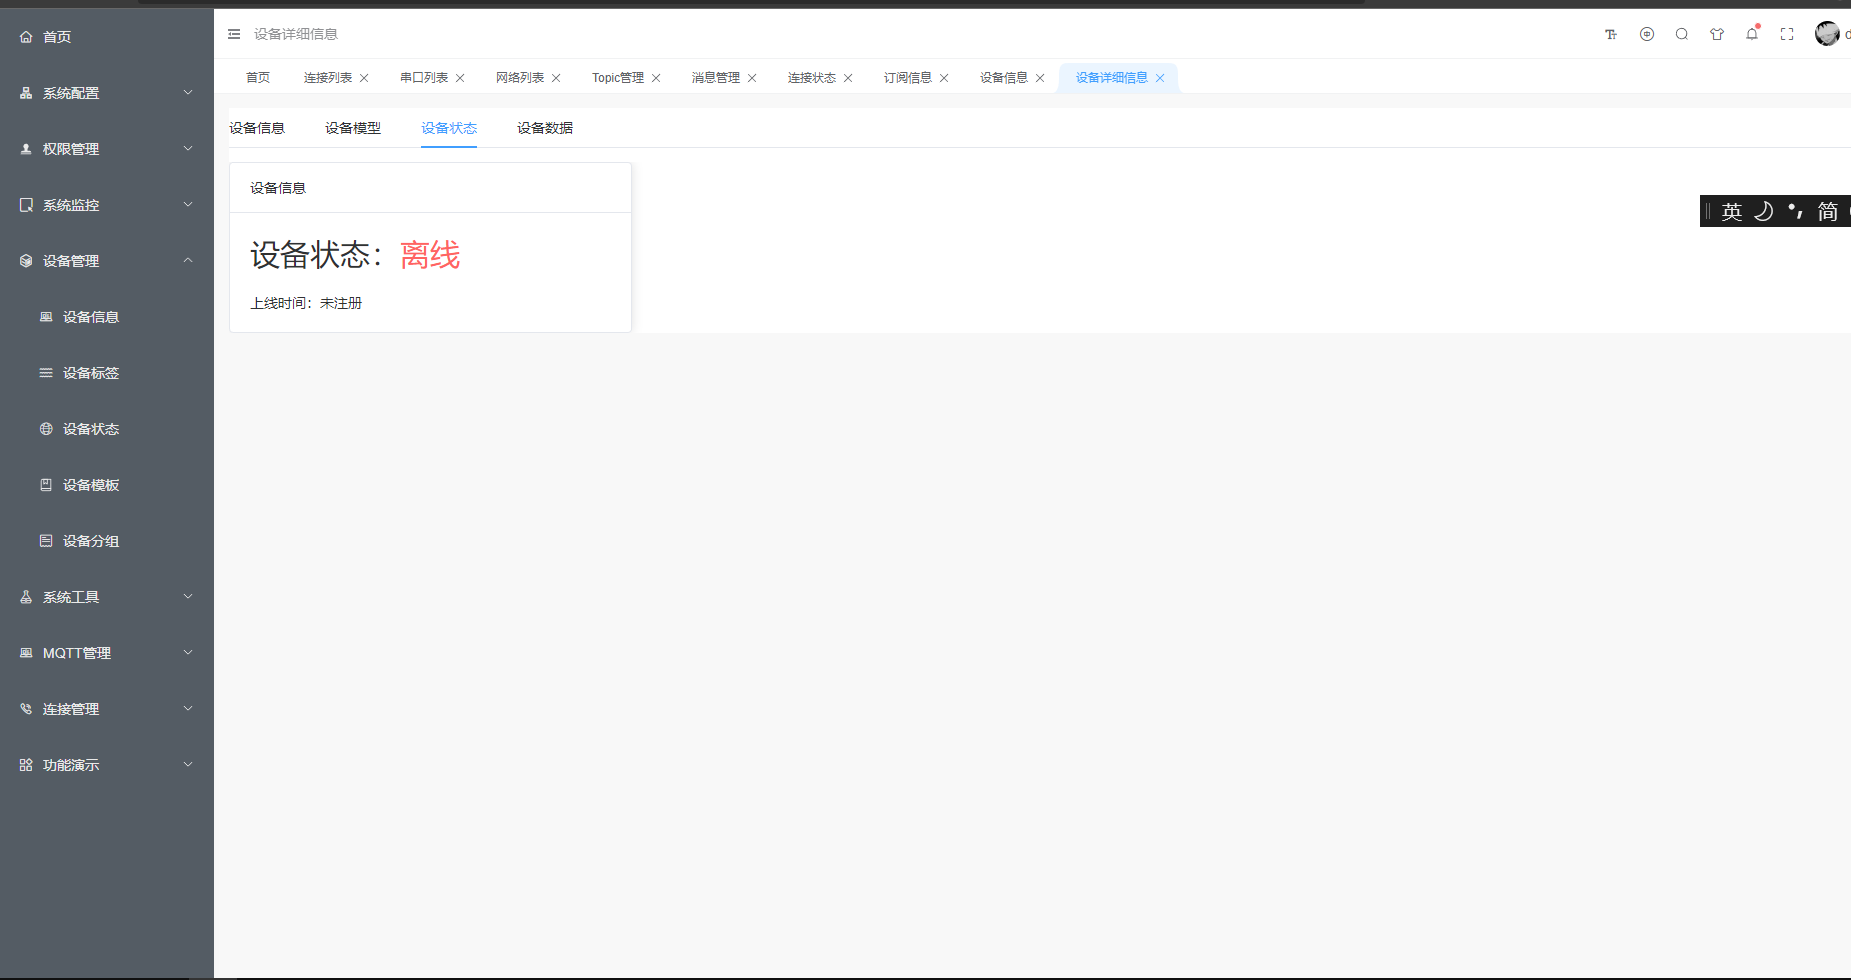 首页
系统配置
权限管理
系统监控
设备管理
设备信息
设备标签
设备状态
设备模板
设备分组
系统工具
MQTT管理
连接管理
功能演示
设备详细信息
首页 连接列表 串口列表 网络列表 Topic管理 消息管理 连接状态 订阅信息 设备信息 设备详细信息
设备信息 设备模型 设备状态 设备数据
设备信息
设备状态：离线
上线时间：未注册
英 简